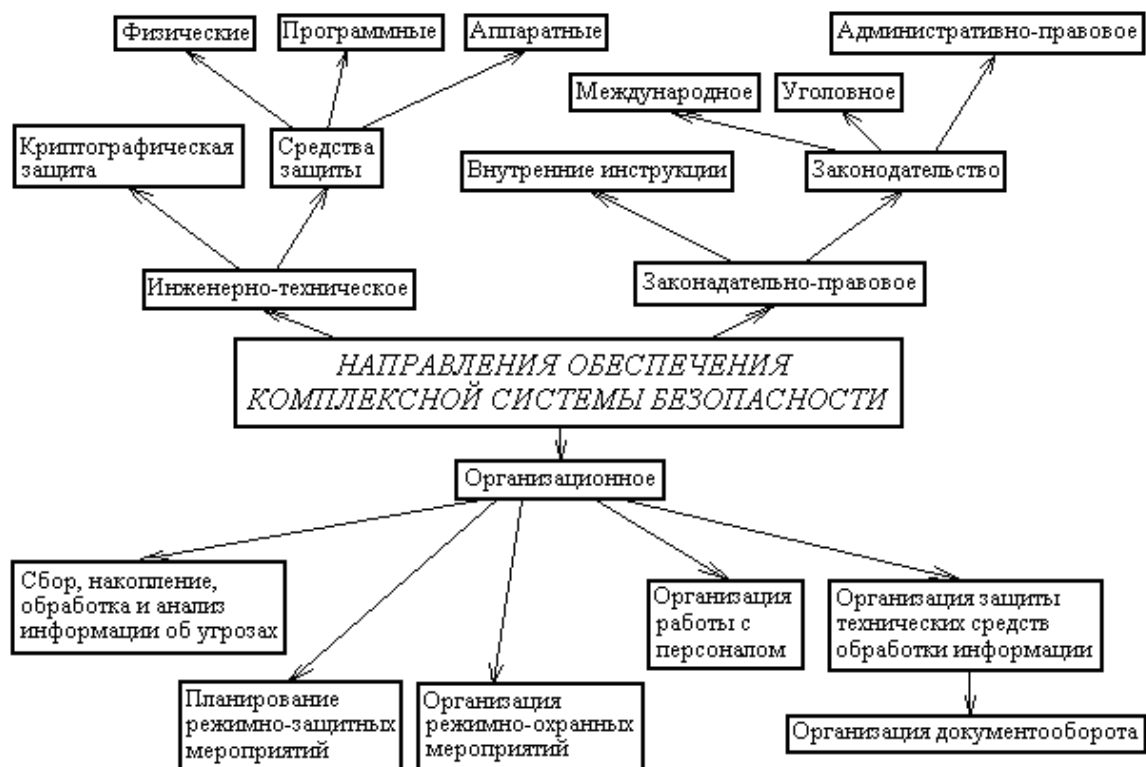 Физические
Программные
Аппаратные
Административно-правовое
Международное
Уголовное
Криптографическая
защита
Средства
защиты
Внутренние инструкции
Законодательство
Инженерно-техническое
Законадательно-правовое
НАПРАВЛЕНИЯ ОБЕСПЕЧЕНИЯ
КОМПЛЕКСНОЙ СИСТЕМЫ БЕЗОПАСНОСТИ
Организационное
Сбор, накопление,
обработка и анализ
информации об угрозах
Организация
работы с
персоналом
Организация защиты
технических средств
обработки информации
Планирование
режимно-защитных
мероприятий
Организация
режимно-охранных
мероприятий
Организация документооборота